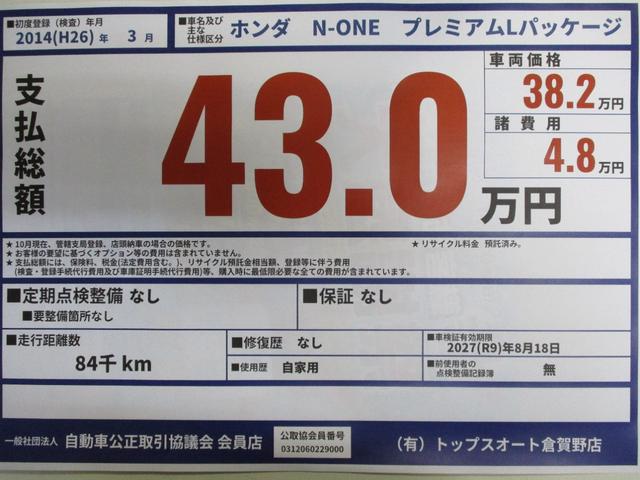 ■初度登録（検査）年月
2014(H26) 年 3 月
■車名及び主な仕様区分 ホンダ N-ONE プレミアムLパッケージ
支払総額
43.0 万円
車両価格
38.2 万円
諸費用
4.8 万円
★ 10月現在、管轄支局登録、店頭納車の場合の価格です。 ★ リサイクル料金 預託済み。
★ お客様の要望に基づくオプション等の費用は含まれていません。
★ 支払総額には、保険料、税金(法定費用含む。)、リサイクル預託金相当額、登録等に伴う費用
(検査・登録手続代行費用及び車庫証明手続代行費用)等、購入時に最低限必要な全ての費用が含まれています。
■定期点検整備 なし
■要整備箇所なし
■保証 なし
■走行距離数
84千 km
■修復歴 なし
■使用歴 自家用
■車検証有効期限
2027(R9)年8月18日
■前使用者の点検整備記録簿 無
一般社団法人 自動車公正取引協議会 会員店
公取協会員番号
0312060229000
（有）トップスオート倉賀野店